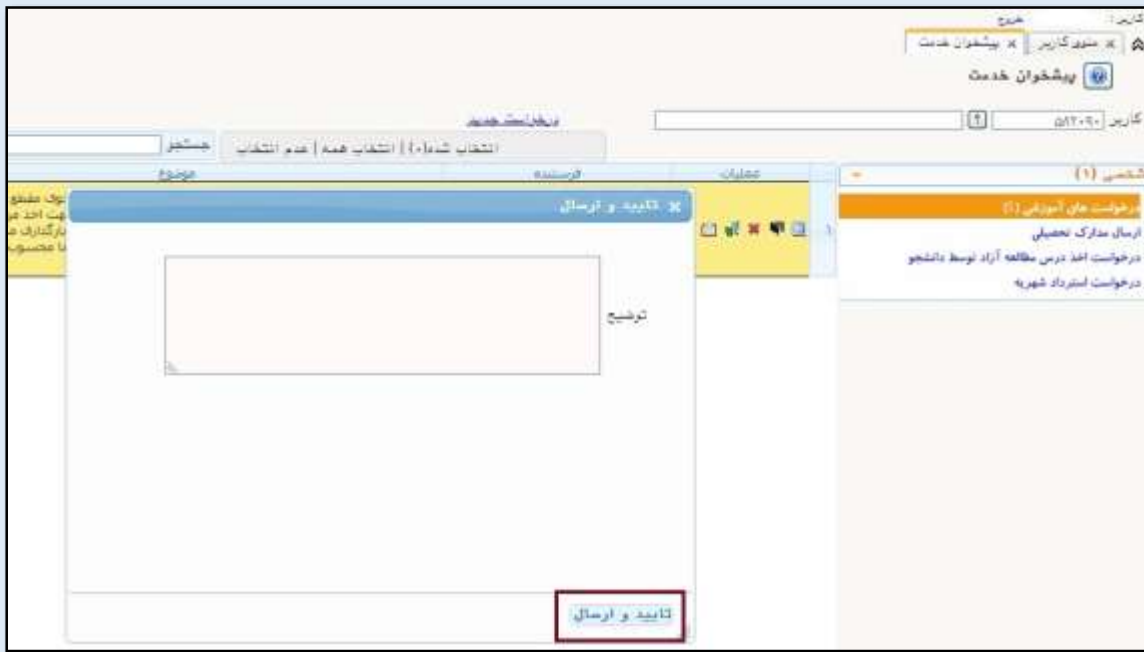 کاربر : خروج
منوی کاربر x پیشخوان خدمت x
پیشخوان خدمت
کاربر ۵۸۲۰۹۰
درخواست جدید
انتخاب شده(۰) | انتخاب همه | عدم انتخاب
جستجو
شخصی (۱)
عملیات فرستنده موضوع
درخواست های آموزشی (۱)
ارسال مدارک تحصیلی
درخواست اخذ درس مطالعه آزاد توسط دانشجو
درخواست استرداد شهریه
۱
تایید و ارسال x
توضیح
تایید و ارسال